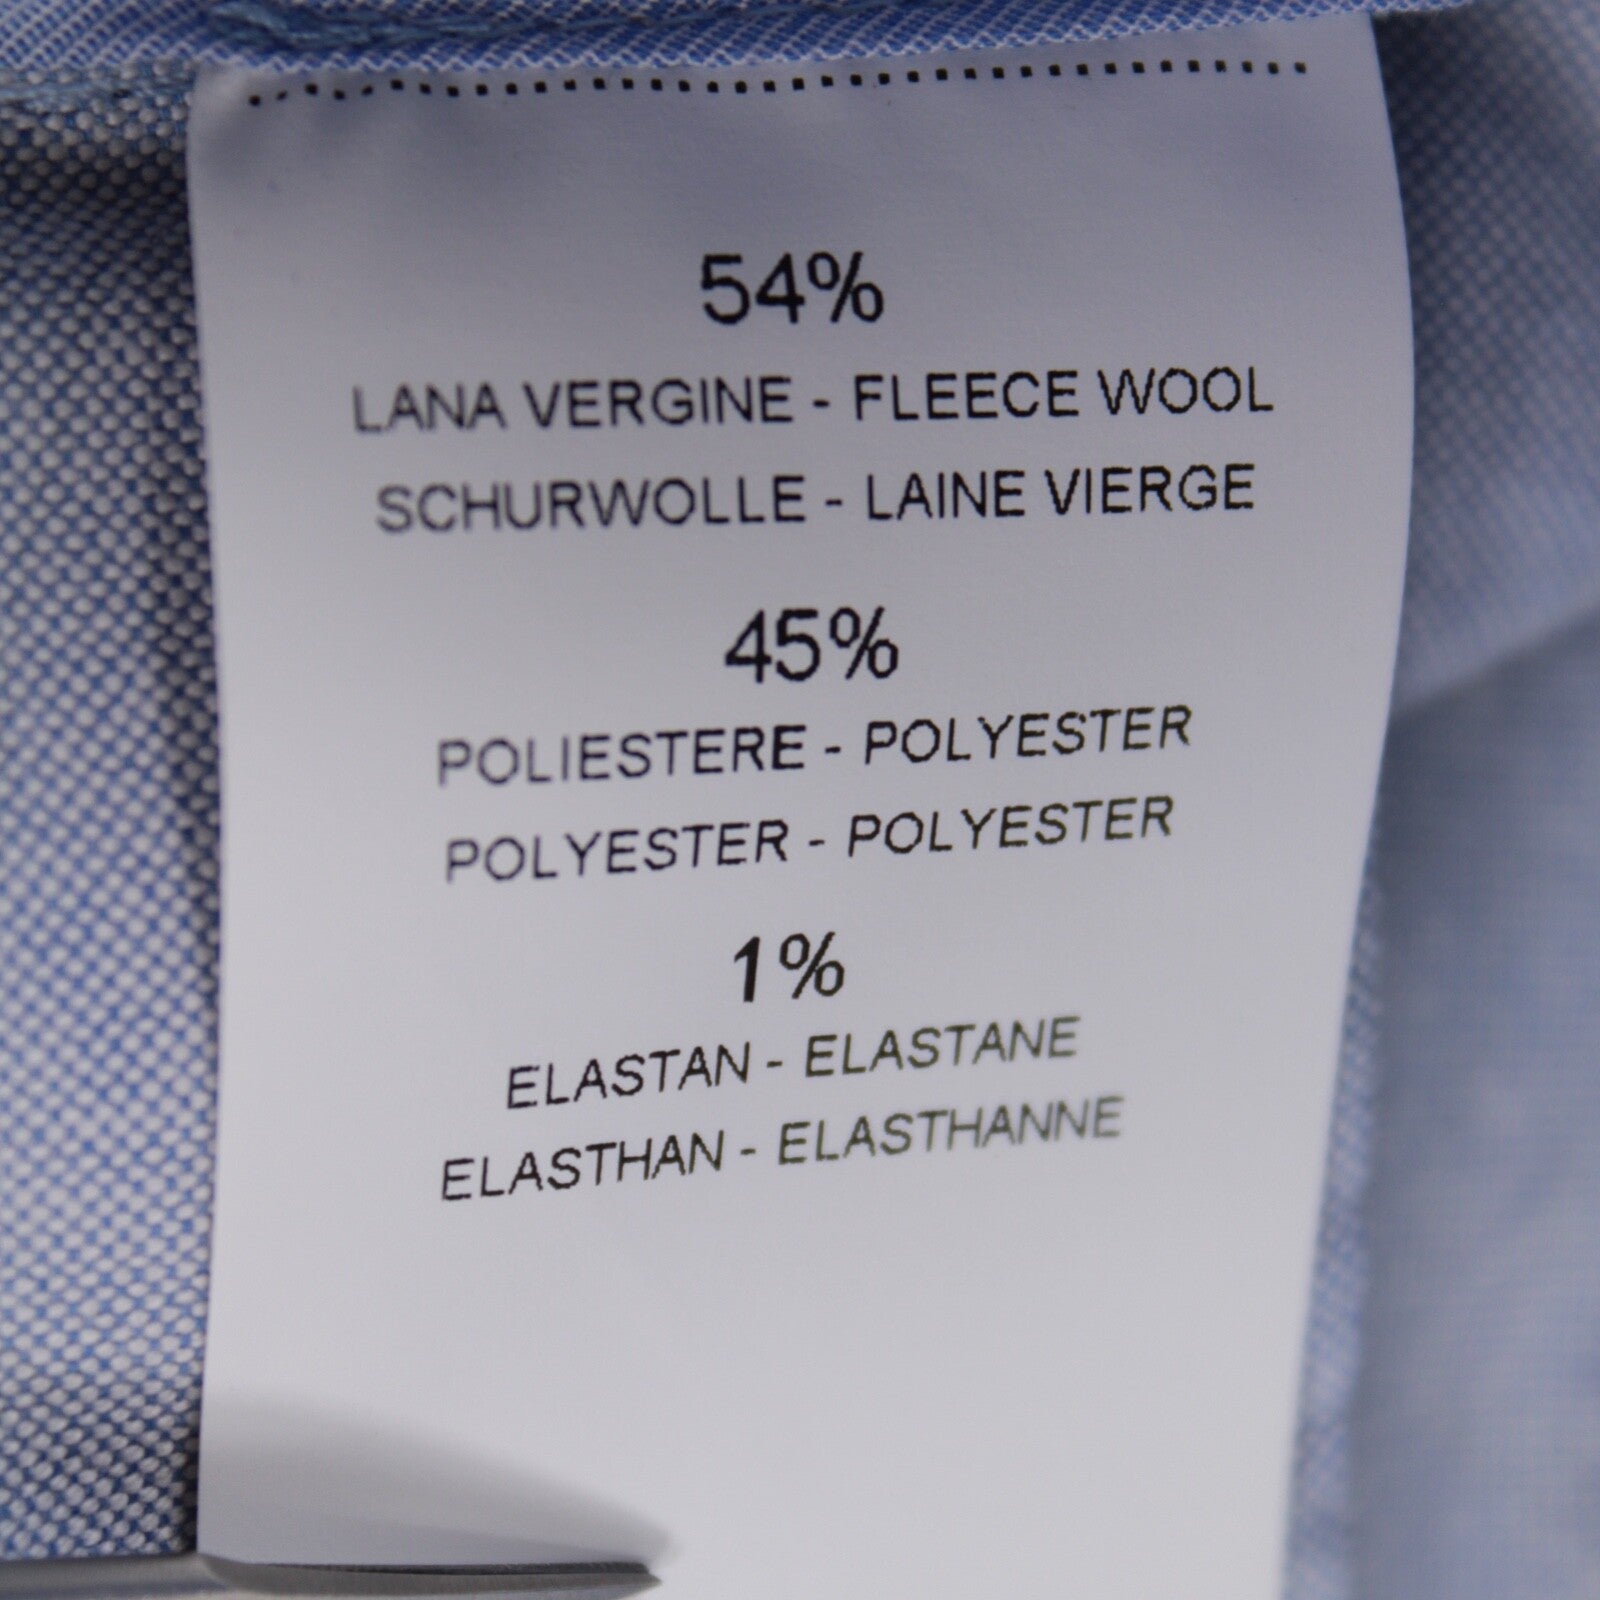 54%
LANA VERGINE - FLEECE WOOL
SCHURWOLLE - LAINE VIERGE
45%
POLIESTERE - POLYESTER
POLYESTER - POLYESTER
1%
ELASTAN - ELASTANE
ELASTHAN - ELASTHANNE